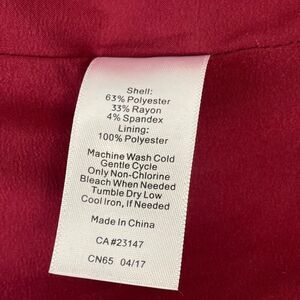 Shell:
63% Polyester
33% Rayon
4% Spandex
Lining:
100% Polyester
Machine Wash Cold
Gentle Cycle
Only Non-Chlorine
Bleach When Needed
Tumble Dry Low
Cool Iron, If Needed
Made In China
CA#23147
CN65 04/17